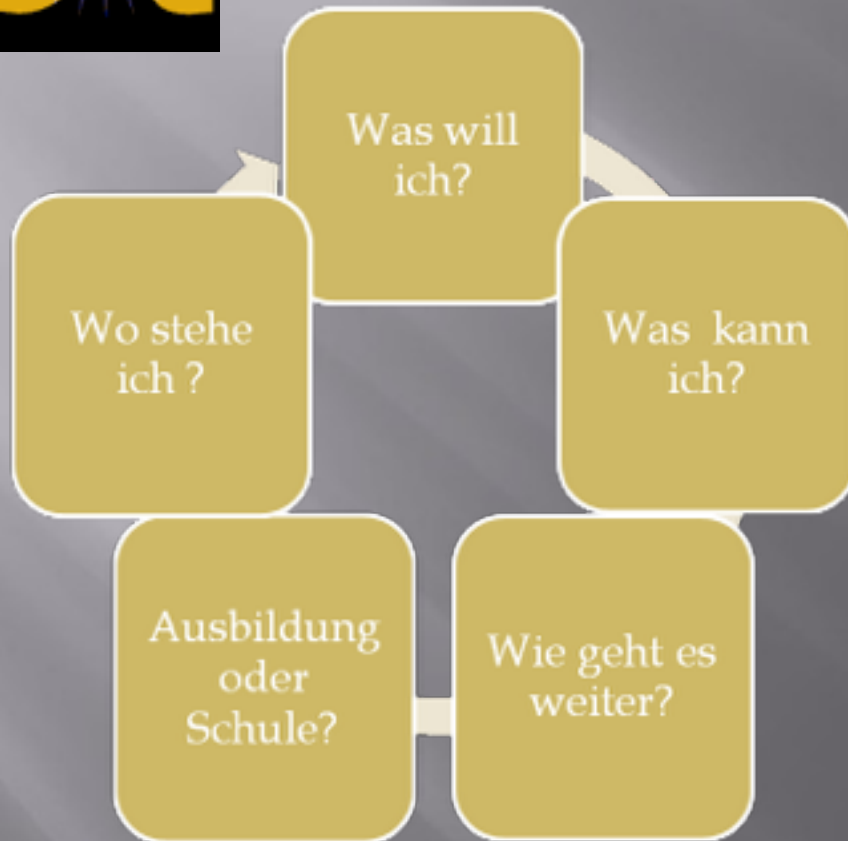 Was will
ich?
Was kann
ich?
Wie geht es
weiter?
Ausbildung
oder
Schule?
Wo stehe
ich ?